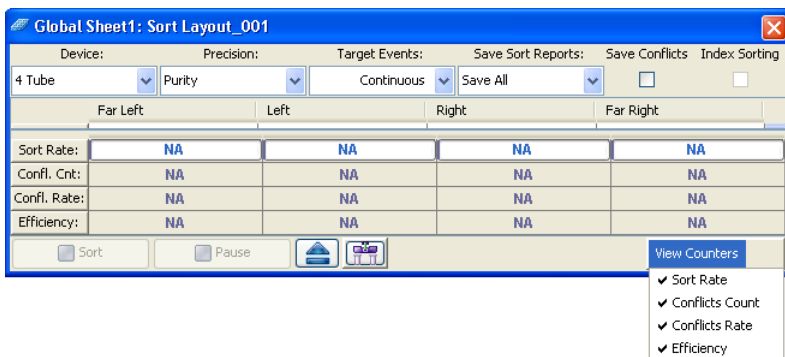 Global Sheet1: Sort Layout_001
Device: Precision: Target Events: Save Sort Reports: Save Conflicts Index Sorting
4 Tube Purity Continuous Save All
Far Left Left Right Far Right
Sort Rate: NA NA NA NA
Confl. Cnt: NA NA NA NA
Confl. Rate: NA NA NA NA
Efficiency: NA NA NA NA
Sort Pause View Counters
Sort Rate
Conflicts Count
Conflicts Rate
Efficiency